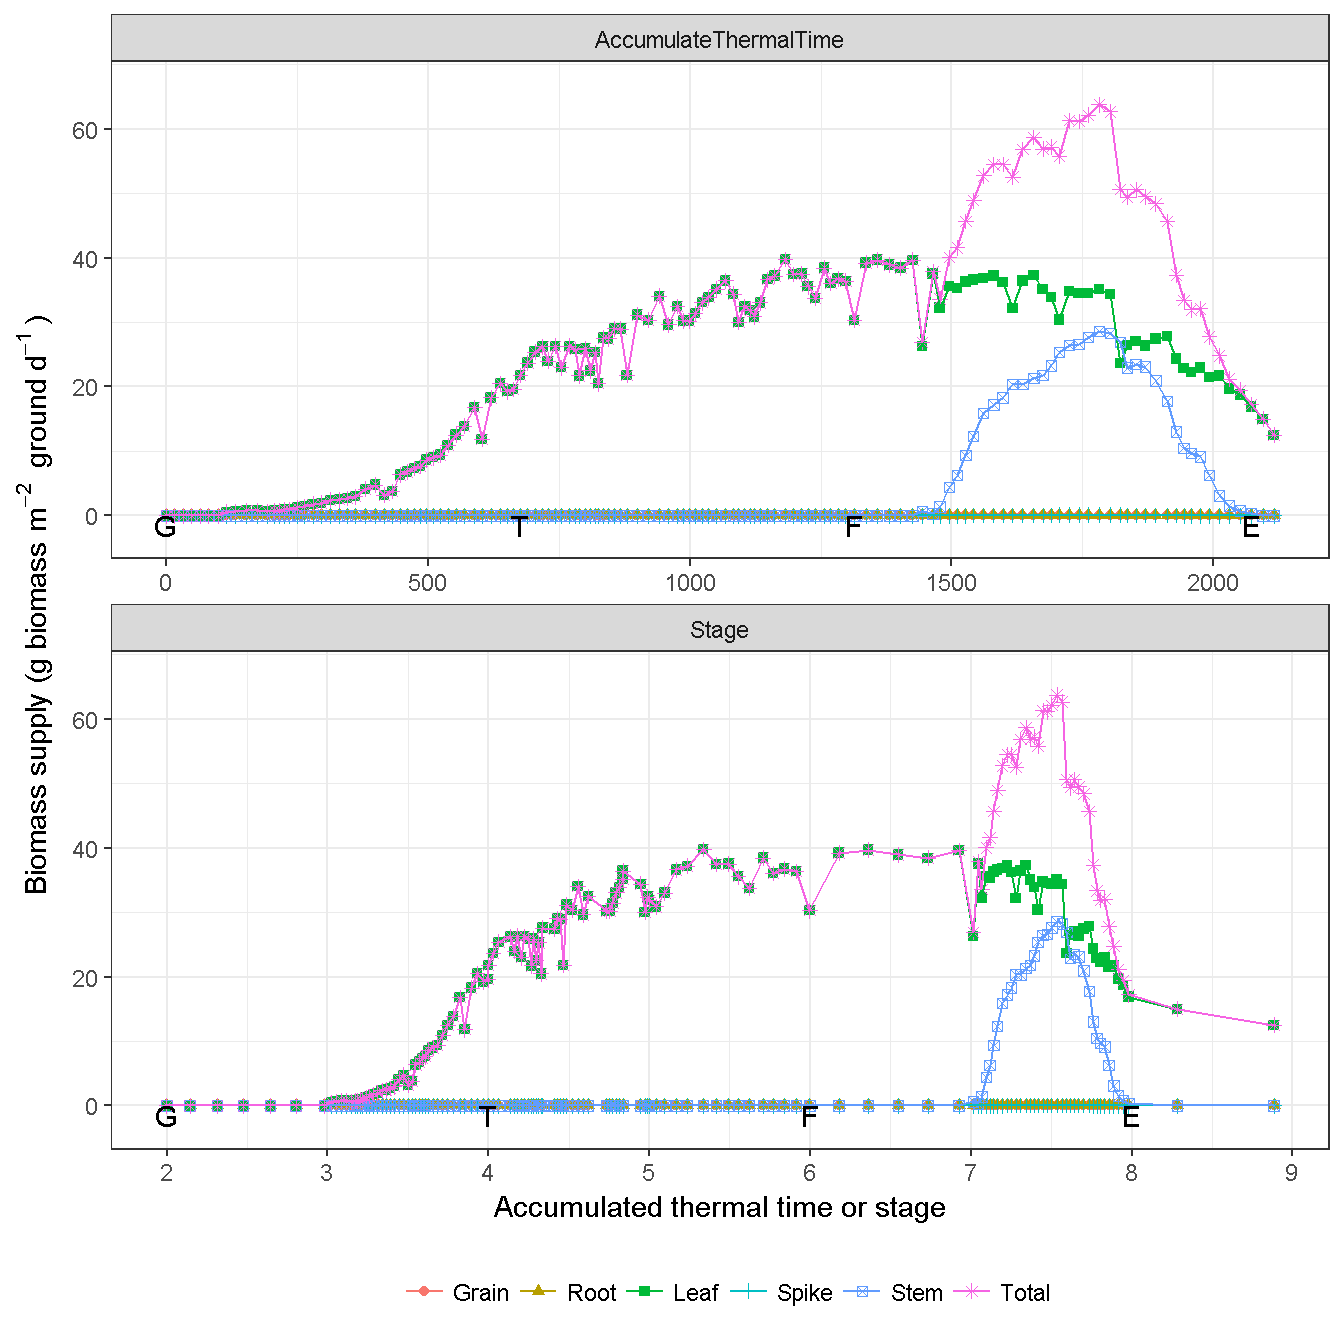 AccumulateThermalTime
60
40
20
0
G T F E
0 500 1000 1500 2000
Stage
60
40
20
0
G T F E
2 3 4 5 6 7 8 9
Biomass supply (g biomass m⁻² ground d⁻¹)
Accumulated thermal time or stage
Grain Root Leaf Spike Stem Total